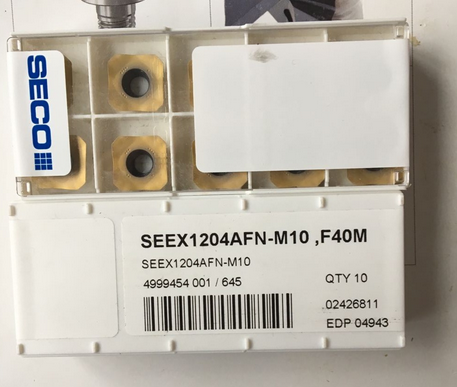 SECO
SEEX1204AFN-M10 ,F40M
SEEX1204AFN-M10
4999454 001 / 645
QTY 10
02426811
EDP 04943